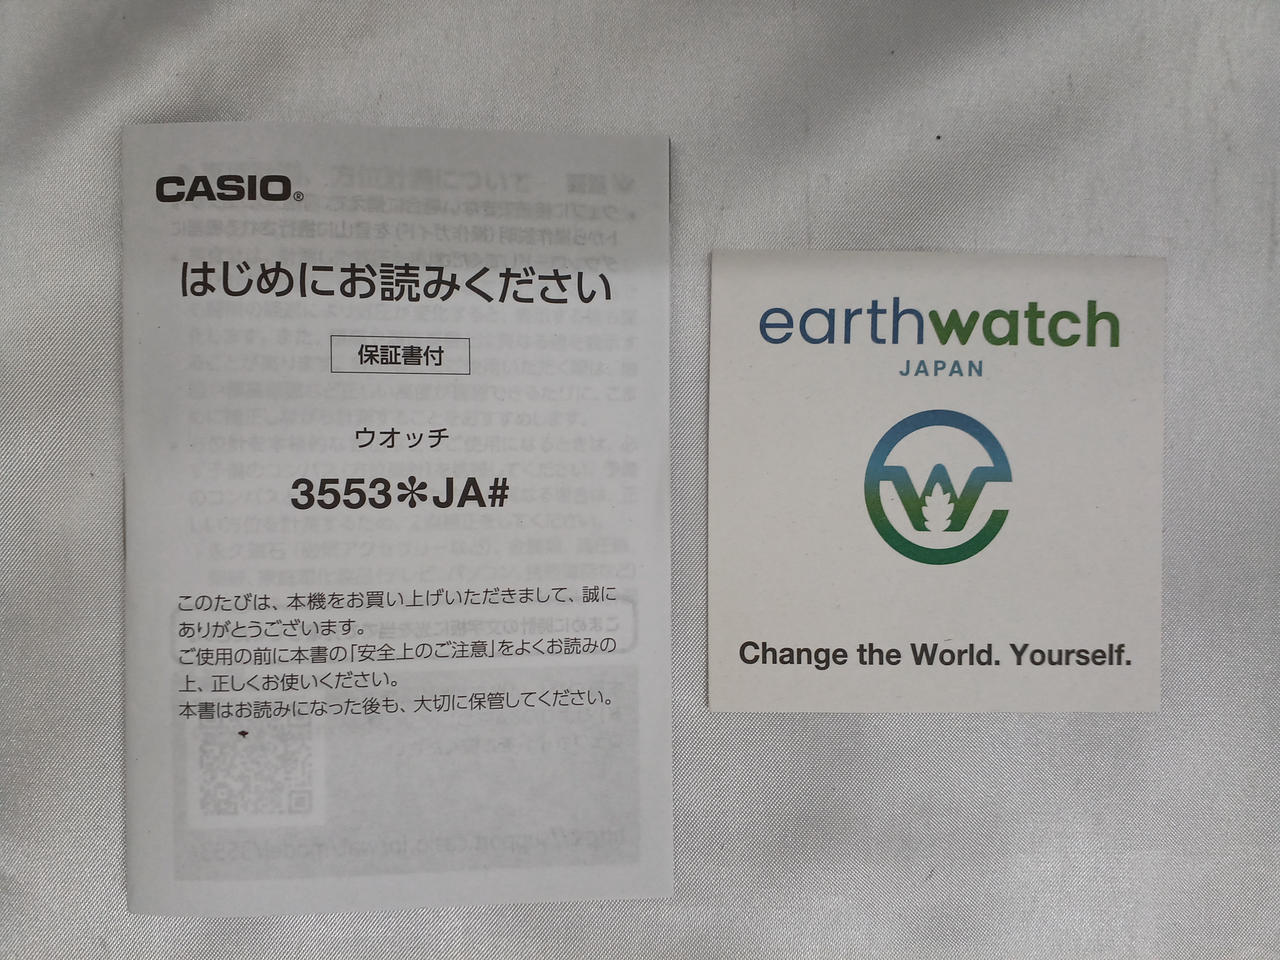 CASIO®
はじめにお読みください
保証書付
ウオッチ
3553✻JA#
このたびは、本機をお買い上げいただきまして、誠に
ありがとうございます。
ご使用の前に本書の「安全上のご注意」をよくお読みの
上、正しくお使いください。
本書はお読みになった後も、大切に保管してください。
earthwatch
JAPAN
Change the World. Yourself.